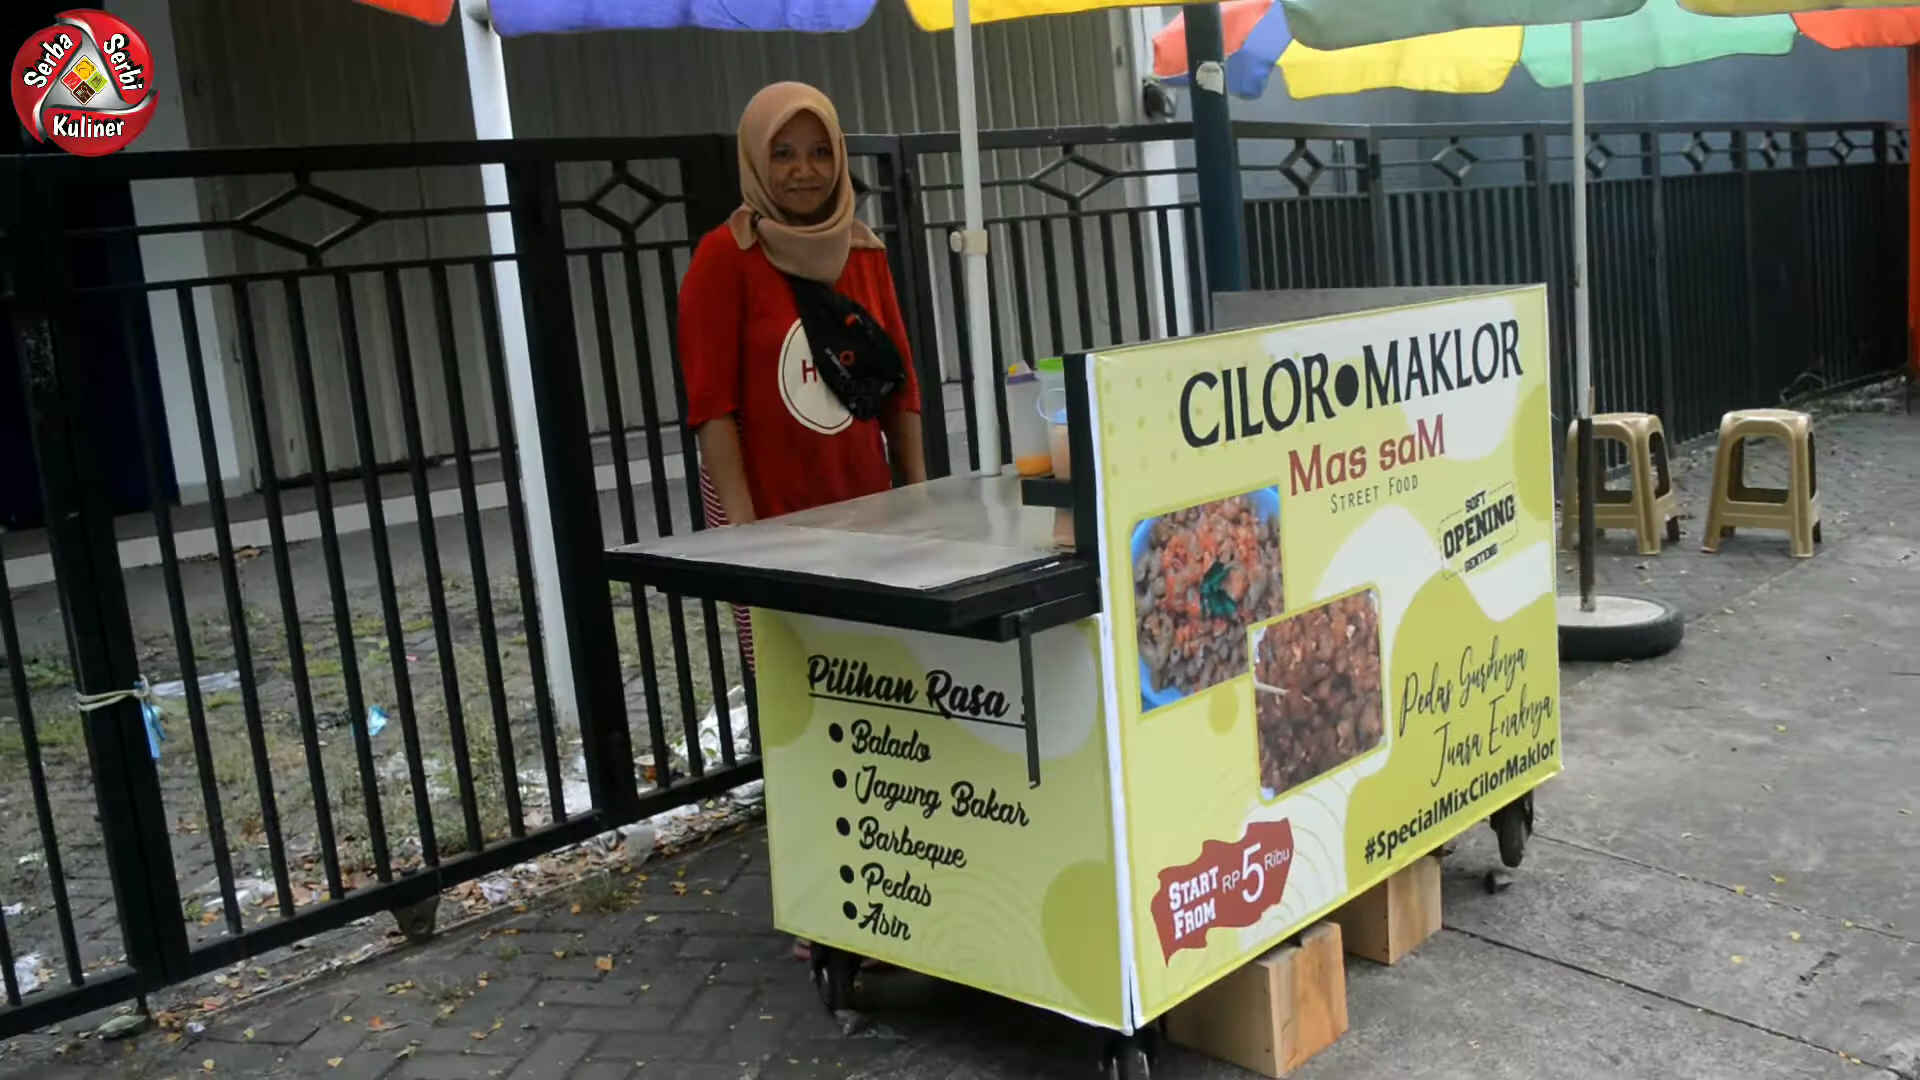 Serba
Serbi
Kuliner
CILOR●MAKLOR
Mas saM
STREET FOOD
SOFT
OPENING
GENTENG
Pedas Gurihnya
Juara Enaknya
#SpecialMixCilorMaklor
START
FROM
RP 5 Ribu
Pilihan Rasa :
● Balado
● Jagung Bakar
● Barbeque
● Pedas
● Asin
H